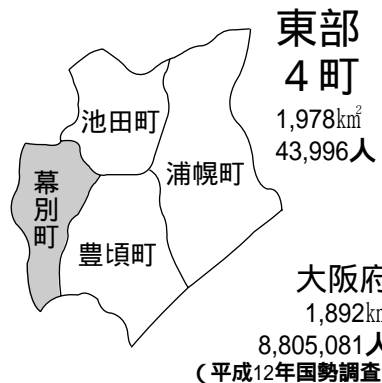 東部
４町
1,978㎢
43,996人
池田町
浦幌町
幕別町
豊頃町
大阪府
1,892k
8,805,081人
（平成12年国勢調査